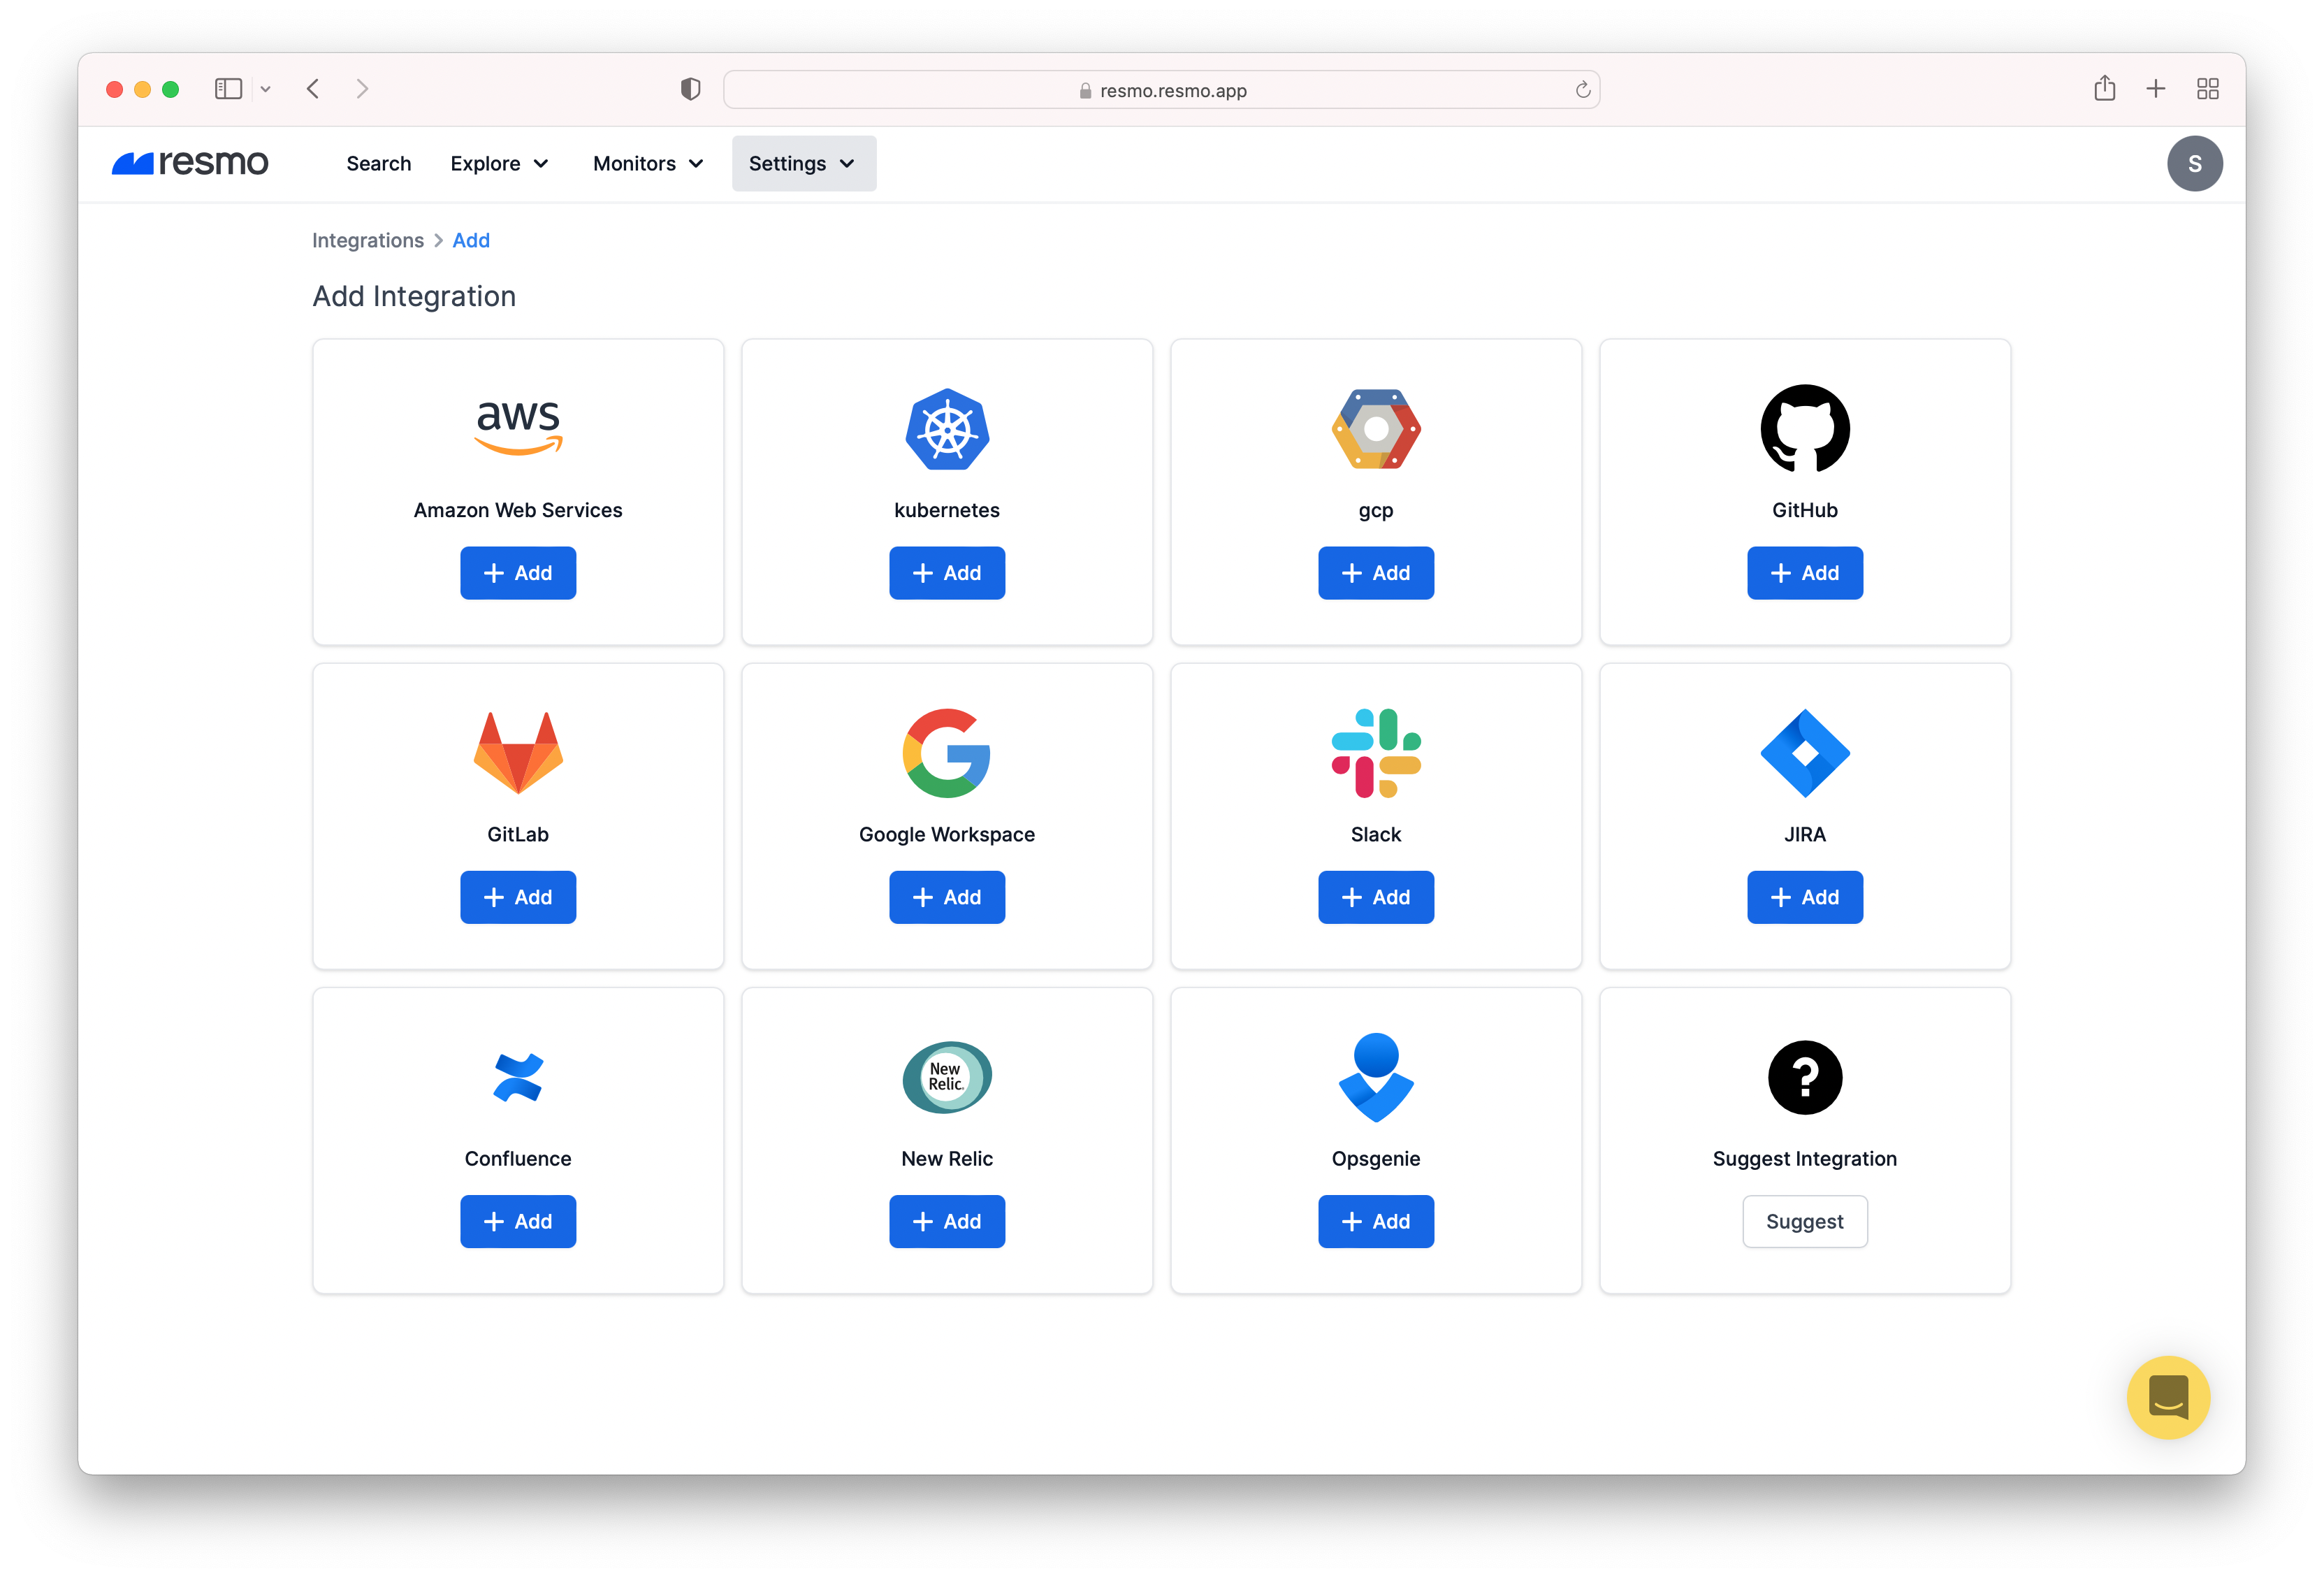 resmo.resmo.app
resmo Search Explore Monitors Settings S
Integrations > Add
Add Integration
aws
Amazon Web Services kubernetes gcp GitHub
+ Add + Add + Add + Add
GitLab Google Workspace Slack JIRA
+ Add + Add + Add + Add
New
Relic.
?
Confluence New Relic Opsgenie Suggest Integration
+ Add + Add + Add Suggest